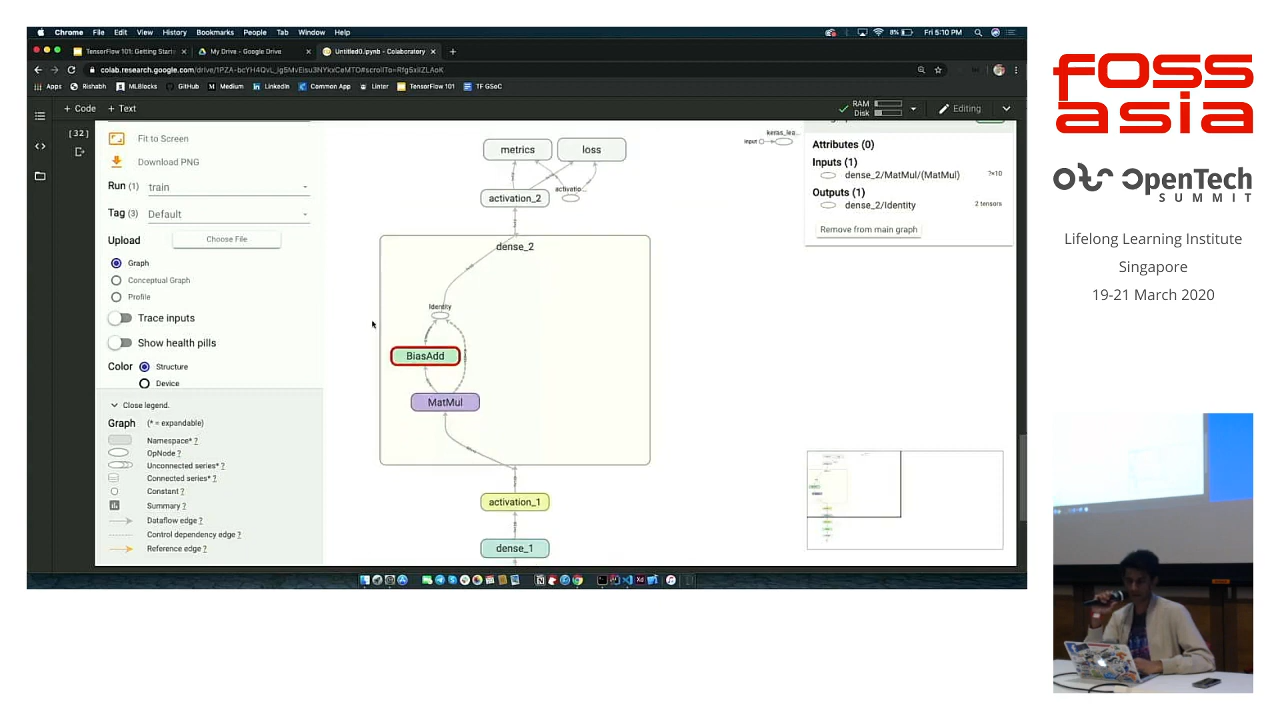 Chrome File Edit View History Bookmarks People Tab Window Help
8% Fri 5:10 PM
TensorFlow 101: Getting Starte
My Drive - Google Drive
Untitled0.ipynb - Colaboratory
Apps Rishabh MLBlocks GitHub Medium LinkedIn Common App Linter TensorFlow 101 TF GSoC
+ Code + Text
RAM
Disk
Editing
[32]
Fit to Screen
Download PNG
Run (1) train
Tag (3) Default
Upload Choose File
Graph
Conceptual Graph
Profile
Trace inputs
Show health pills
Color Structure
Device
Close legend.
Graph (* = expandable)
Namespace* ?
OpNode ?
Unconnected series* ?
Connected series* ?
Constant ?
Summary ?
Dataflow edge ?
Control dependency edge ?
Reference edge ?
metrics
loss
activation_2
activatio...
dense_2
Identity
BiasAdd
MatMul
activation_1
dense_1
keras_lea...
input
Attributes (0)
Inputs (1)
dense_2/MatMul/(MatMul) ?×10
Outputs (1)
dense_2/Identity 2 tensors
Remove from main graph
FOSS
asia
OpenTech
SUMMIT
Lifelong Learning Institute
Singapore
19-21 March 2020